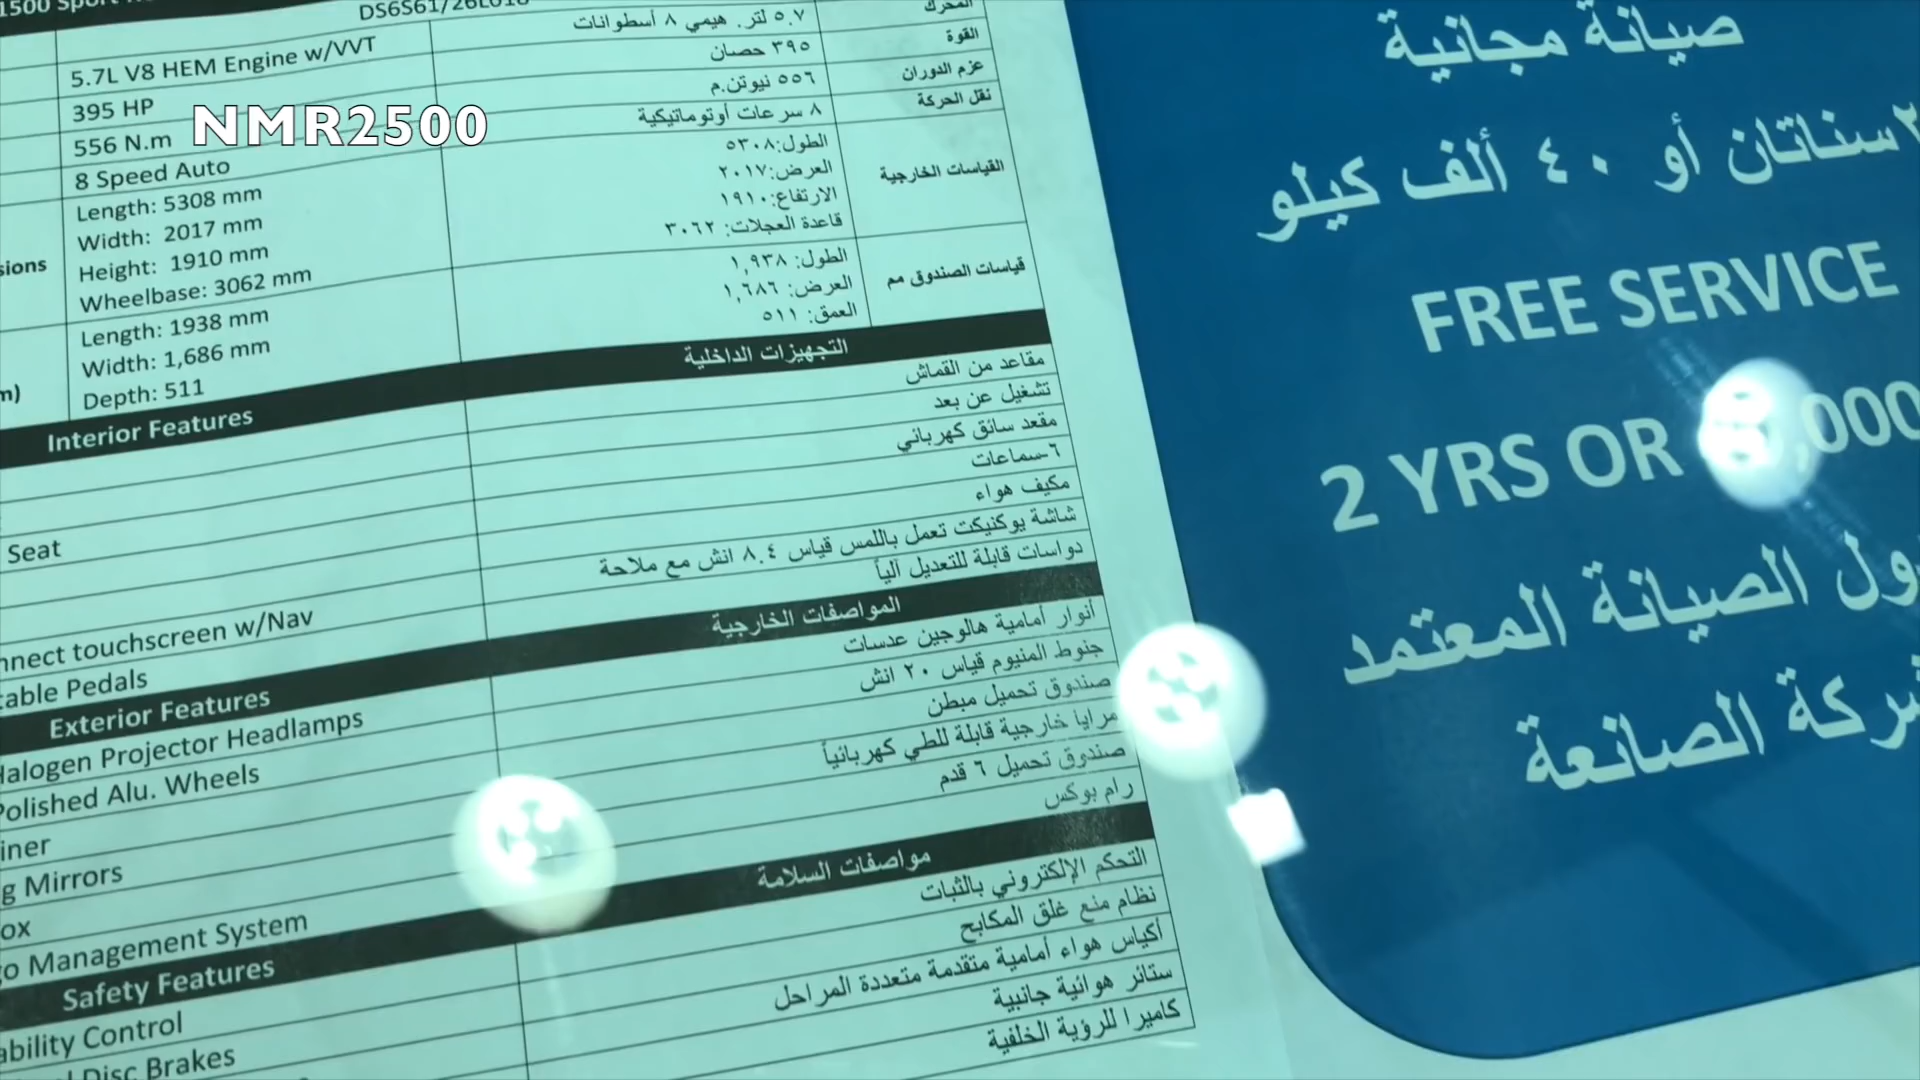 1500 Sport
DS6S61/26L018
المحرك
٥.٧ لتر. هيمي ٨ أسطوانات
5.7L V8 HEM Engine w/VVT
القوة
٣٩٥ حصان
395 HP
عزم الدوران
٥٥٦ نيوتن.م
556 N.m
NMR2500
نقل الحركة
٨ سرعات أوتوماتيكية
8 Speed Auto
القياسات الخارجية
الطول:٥٣٠٨
العرض:٢٠١٧
الارتفاع:١٩١٠
قاعدة العجلات: ٣٠٦٢
Length: 5308 mm
Width: 2017 mm
Height: 1910 mm
Wheelbase: 3062 mm
قياسات الصندوق مم
الطول: ١,٩٣٨
العرض: ١,٦٨٦
العمق: ٥١١
Length: 1938 mm
Width: 1,686 mm
Depth: 511
Interior Features
التجهيزات الداخلية
مقاعد من القماش
تشغيل عن بعد
مقعد سائق كهربائي
Seat
٦-سماعات
مكيف هواء
شاشة يوكنيكت تعمل باللمس قياس ٨.٤ انش مع ملاحة
nnect touchscreen w/Nav
دواسات قابلة للتعديل آلياً
table Pedals
Exterior Features
المواصفات الخارجية
أنوار أمامية هالوجين عدسات
Halogen Projector Headlamps
جنوط المنيوم قياس ٢٠ انش
Polished Alu. Wheels
صندوق تحميل مبطن
iner
مرايا خارجية قابلة للطي كهربائياً
g Mirrors
صندوق تحميل ٦ قدم
ox
رام بوكس
o Management System
Safety Features
مواصفات السلامة
التحكم الإلكتروني بالثبات
ability Control
نظام منع غلق المكابح
Disc Brakes
أكياس هواء أمامية متقدمة متعددة المراحل
ستائر هوائية جانبية
كاميرا للرؤية الخلفية
صيانة مجانية
٢ سناتان أو ٤٠ ألف كيلو
FREE SERVICE
2 YRS OR ,000
ول الصيانة المعتمد
شركة الصانعة